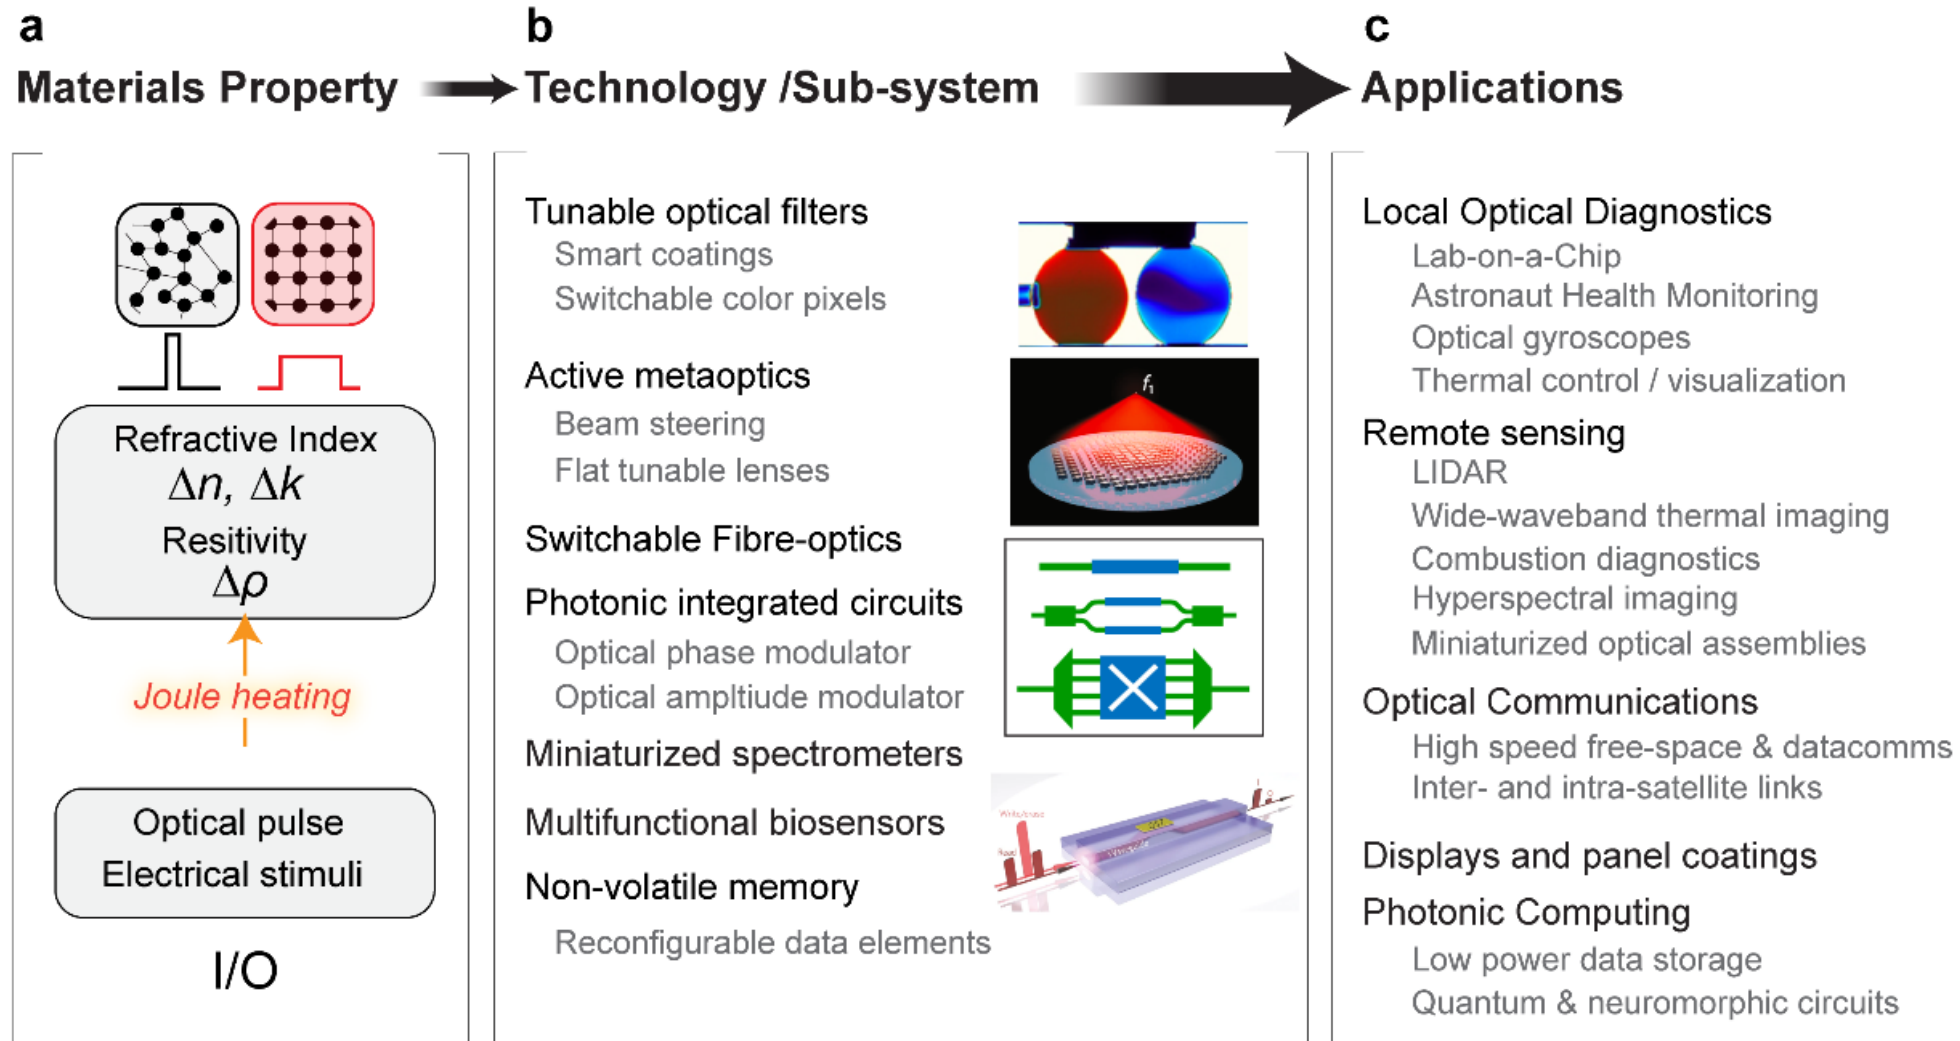 a
Materials Property
Refractive Index
Δn, Δk
Resitivity
Δρ
Joule heating
Optical pulse
Electrical stimuli
I/O
b
Technology /Sub-system
Tunable optical filters
Smart coatings
Switchable color pixels
Active metaoptics
Beam steering
Flat tunable lenses
Switchable Fibre-optics
Photonic integrated circuits
Optical phase modulator
Optical ampltiude modulator
Miniaturized spectrometers
Multifunctional biosensors
Non-volatile memory
Reconfigurable data elements
f1
Write/erase
Read
c
Applications
Local Optical Diagnostics
Lab-on-a-Chip
Astronaut Health Monitoring
Optical gyroscopes
Thermal control / visualization
Remote sensing
LIDAR
Wide-waveband thermal imaging
Combustion diagnostics
Hyperspectral imaging
Miniaturized optical assemblies
Optical Communications
High speed free-space & datacomms
Inter- and intra-satellite links
Displays and panel coatings
Photonic Computing
Low power data storage
Quantum & neuromorphic circuits